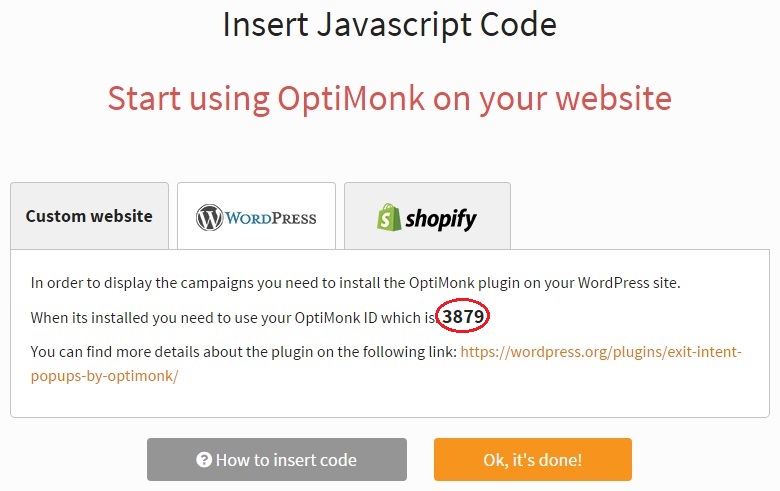 Insert Javascript Code
Start using OptiMonk on your website
Custom website
WORDPRESS
shopify
In order to display the campaigns you need to install the OptiMonk plugin on your WordPress site.
When its installed you need to use your OptiMonk ID which is: 3879
You can find more details about the plugin on the following link: https://wordpress.org/plugins/exit-intent-
popups-by-optimonk/
How to insert code
Ok, it's done!